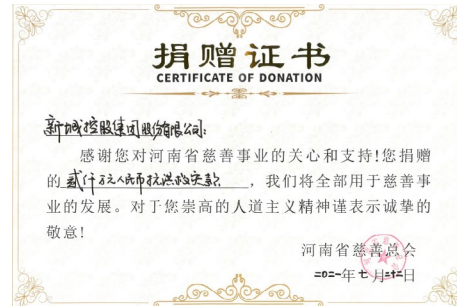 捐赠证书
CERTIFICATE OF DONATION
新城控股集团股份有限公司:
感谢您对河南省慈善事业的关心和支持!您捐赠
的 贰仟万元人民币抗洪救灾款 ,我们将全部用于慈善事
业的发展。对于您崇高的人道主义精神谨表示诚挚的
敬意!
河南省慈善总会
二〇二一年七月二十二日